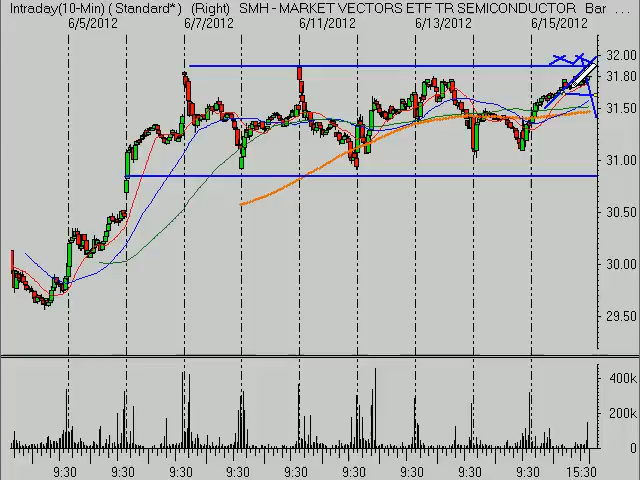 Intraday(10-Min) (Standard*) (Right) SMH - MARKET VECTORS ETF TR SEMICONDUCTOR Bar ...
6/5/2012 6/7/2012 6/11/2012 6/13/2012 6/15/2012
32.00
31.80
31.50
31.00
30.50
30.00
29.50
400k
200k
0
9:30 9:30 9:30 9:30 9:30 9:30 9:30 9:30 9:30 15:30